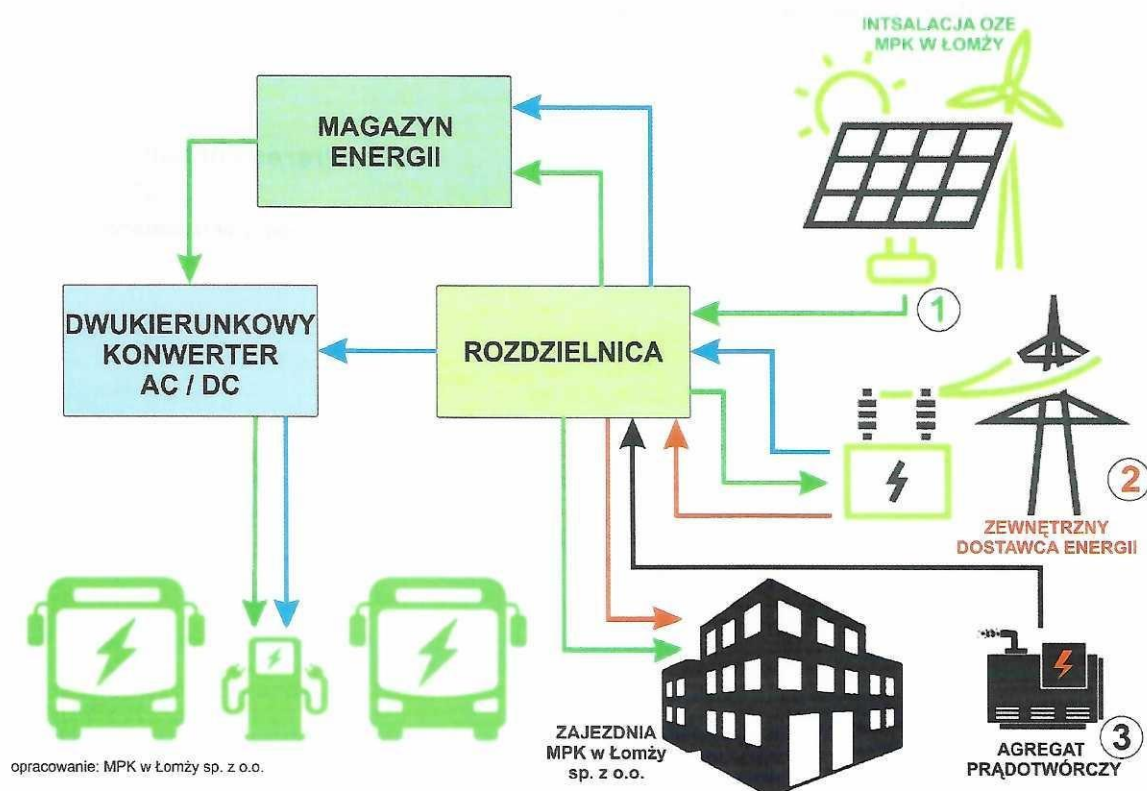 INTSALACJA OZE
MPK W ŁOMŻY
MAGAZYN
ENERGII
1
DWUKIERUNKOWY
KONWERTER
AC / DC
ROZDZIELNICA
2
ZEWNĘTRZNY
DOSTAWCA ENERGII
ZAJEZDNIA
MPK w Łomży
sp. z o.o.
3
AGREGAT
PRĄDOTWÓRCZY
opracowanie: MPK w Łomży sp. z o.o.